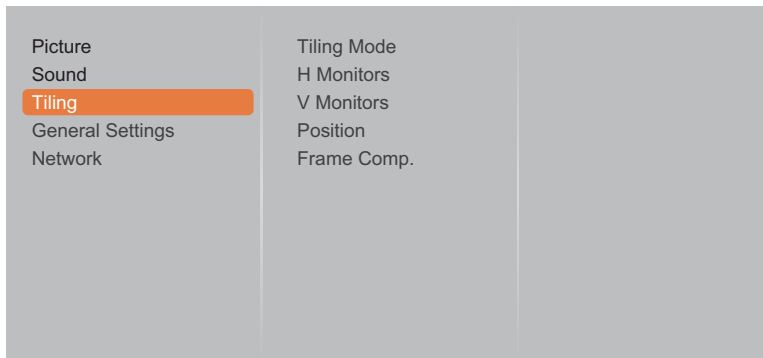 Picture
Sound
Tiling
General Settings
Network
Tiling Mode
H Monitors
V Monitors
Position
Frame Comp.